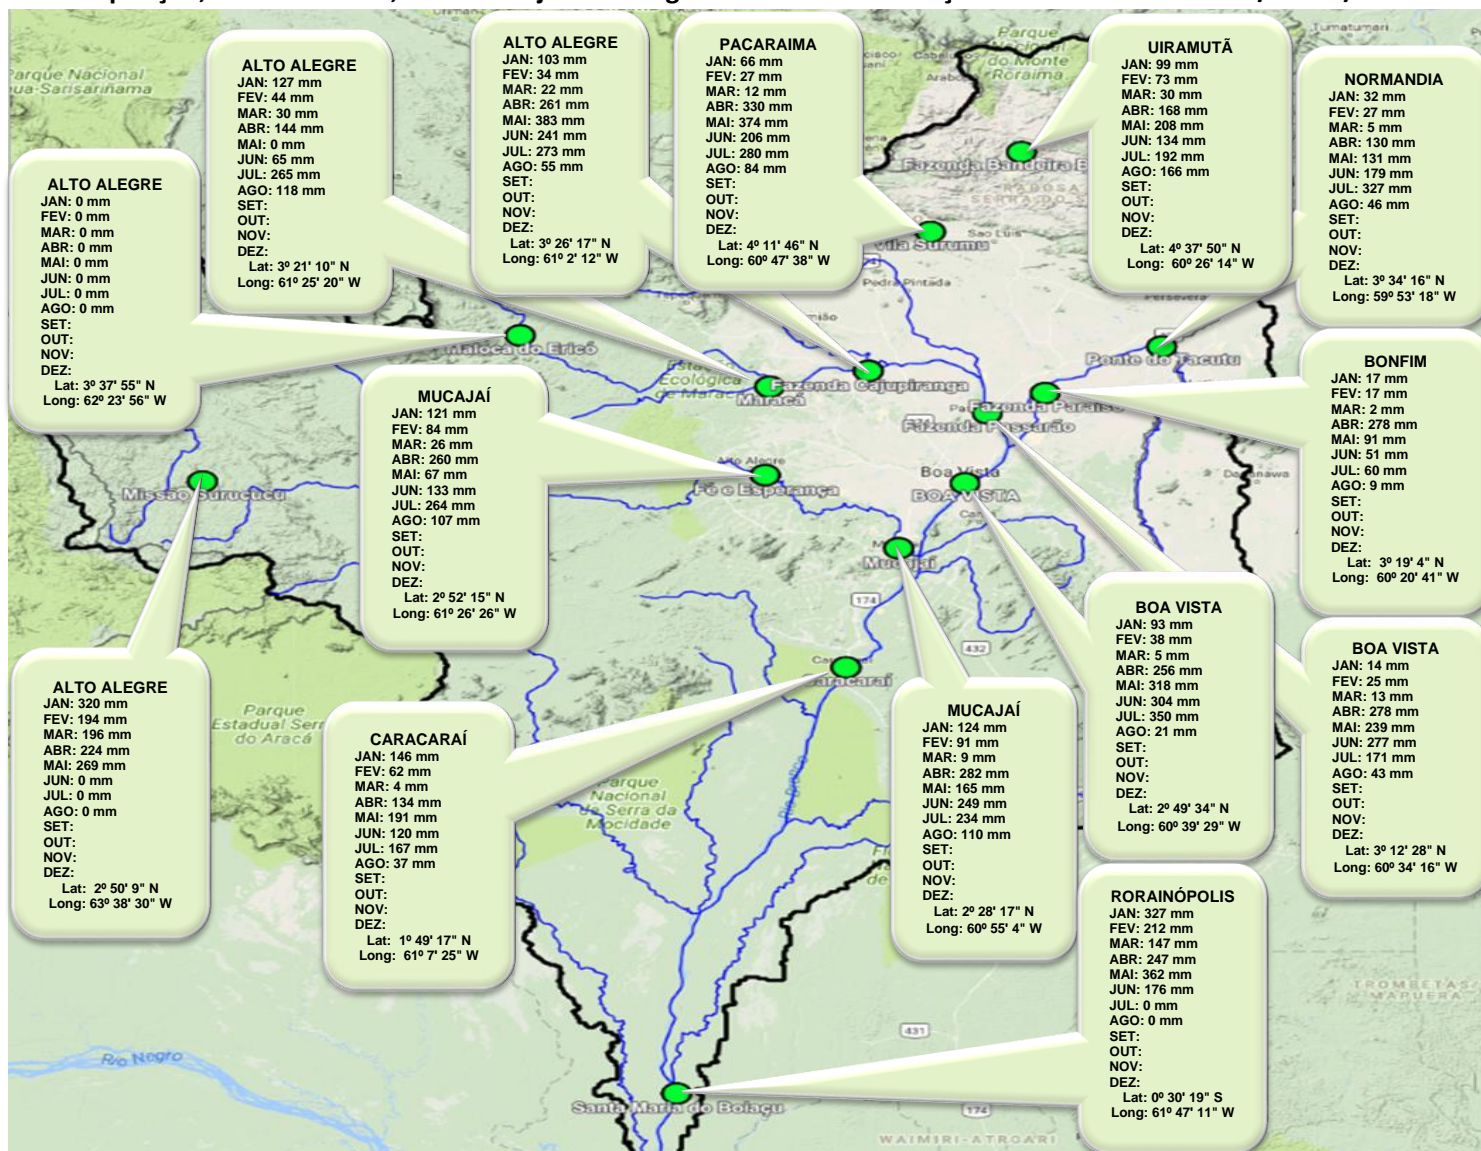 ALTO ALEGRE
JAN: 0 mm
FEV: 0 mm
MAR: 0 mm
ABR: 0 mm
MAI: 0 mm
JUN: 0 mm
JUL: 0 mm
AGO: 0 mm
SET:
OUT:
NOV:
DEZ:
Lat: 3º 37' 55" N
Long: 62º 23' 56" W
ALTO ALEGRE
JAN: 127 mm
FEV: 44 mm
MAR: 30 mm
ABR: 144 mm
MAI: 0 mm
JUN: 65 mm
JUL: 265 mm
AGO: 118 mm
SET:
OUT:
NOV:
DEZ:
Lat: 3º 21' 10" N
Long: 61º 25' 20" W
ALTO ALEGRE
JAN: 103 mm
FEV: 34 mm
MAR: 22 mm
ABR: 261 mm
MAI: 383 mm
JUN: 241 mm
JUL: 273 mm
AGO: 55 mm
SET:
OUT:
NOV:
DEZ:
Lat: 3º 26' 17" N
Long: 61º 2' 12" W
PACARAIMA
JAN: 66 mm
FEV: 27 mm
MAR: 12 mm
ABR: 330 mm
MAI: 374 mm
JUN: 206 mm
JUL: 280 mm
AGO: 84 mm
SET:
OUT:
NOV:
DEZ:
Lat: 4º 11' 46" N
Long: 60º 47' 38" W
UIRAMUTÃ
JAN: 99 mm
FEV: 73 mm
MAR: 30 mm
ABR: 168 mm
MAI: 208 mm
JUN: 134 mm
JUL: 192 mm
AGO: 166 mm
SET:
OUT:
NOV:
DEZ:
Lat: 4º 37' 50" N
Long: 60º 26' 14" W
NORMANDIA
JAN: 32 mm
FEV: 27 mm
MAR: 5 mm
ABR: 130 mm
MAI: 131 mm
JUN: 179 mm
JUL: 327 mm
AGO: 46 mm
SET:
OUT:
NOV:
DEZ:
Lat: 3º 34' 16" N
Long: 59º 53' 18" W
MUCAJAÍ
JAN: 121 mm
FEV: 84 mm
MAR: 26 mm
ABR: 260 mm
MAI: 67 mm
JUN: 133 mm
JUL: 264 mm
AGO: 107 mm
SET:
OUT:
NOV:
DEZ:
Lat: 2º 52' 15" N
Long: 61º 26' 26" W
BONFIM
JAN: 17 mm
FEV: 17 mm
MAR: 2 mm
ABR: 278 mm
MAI: 91 mm
JUN: 51 mm
JUL: 60 mm
AGO: 9 mm
SET:
OUT:
NOV:
DEZ:
Lat: 3º 19' 4" N
Long: 60º 20' 41" W
ALTO ALEGRE
JAN: 320 mm
FEV: 194 mm
MAR: 196 mm
ABR: 224 mm
MAI: 269 mm
JUN: 0 mm
JUL: 0 mm
AGO: 0 mm
SET:
OUT:
NOV:
DEZ:
Lat: 2º 50' 9" N
Long: 63º 38' 30" W
CARACARAÍ
JAN: 146 mm
FEV: 62 mm
MAR: 4 mm
ABR: 134 mm
MAI: 191 mm
JUN: 120 mm
JUL: 167 mm
AGO: 37 mm
SET:
OUT:
NOV:
DEZ:
Lat: 1º 49' 17" N
Long: 61º 7' 25" W
MUCAJAÍ
JAN: 124 mm
FEV: 91 mm
MAR: 9 mm
ABR: 282 mm
MAI: 165 mm
JUN: 249 mm
JUL: 234 mm
AGO: 110 mm
SET:
OUT:
NOV:
DEZ:
Lat: 2º 28' 17" N
Long: 60º 55' 4" W
BOA VISTA
JAN: 93 mm
FEV: 38 mm
MAR: 5 mm
ABR: 256 mm
MAI: 318 mm
JUN: 304 mm
JUL: 350 mm
AGO: 21 mm
SET:
OUT:
NOV:
DEZ:
Lat: 2º 49' 34" N
Long: 60º 39' 29" W
BOA VISTA
JAN: 14 mm
FEV: 25 mm
MAR: 13 mm
ABR: 278 mm
MAI: 239 mm
JUN: 277 mm
JUL: 171 mm
AGO: 43 mm
SET:
OUT:
NOV:
DEZ:
Lat: 3º 12' 28" N
Long: 60º 34' 16" W
RORAINÓPOLIS
JAN: 327 mm
FEV: 212 mm
MAR: 147 mm
ABR: 247 mm
MAI: 362 mm
JUN: 176 mm
JUL: 0 mm
AGO: 0 mm
SET:
OUT:
NOV:
DEZ:
Lat: 0º 30' 19" S
Long: 61º 47' 11" W
Parque Nacional
Parque
do Monte
Roraima
Tumatumari
Fazenda Bandeira B
Vila Surumu
Sao Luis
Pedra Pintada
Maloca do Ericó
Ponte do Tacutu
Ecológica
de Marac
Maracá
Fazenda Cajupiranga
Fazenda Paraíso
Fazenda Passarão
Missão Surucucu
Alto Alegre
Fé e Esperança
Boa Vista
BOA VISTA
Mucajaí
174
432
Caracaraí
Parque
Estadual Serr
do Aracá
Parque
Nacional
da Serra da
Mocidade
Rio Branco
TROMBETAS/
MAPUERA
431
Rio Negro
Santa Maria do Boiaçu
174
WAIMIRI-ATROARI